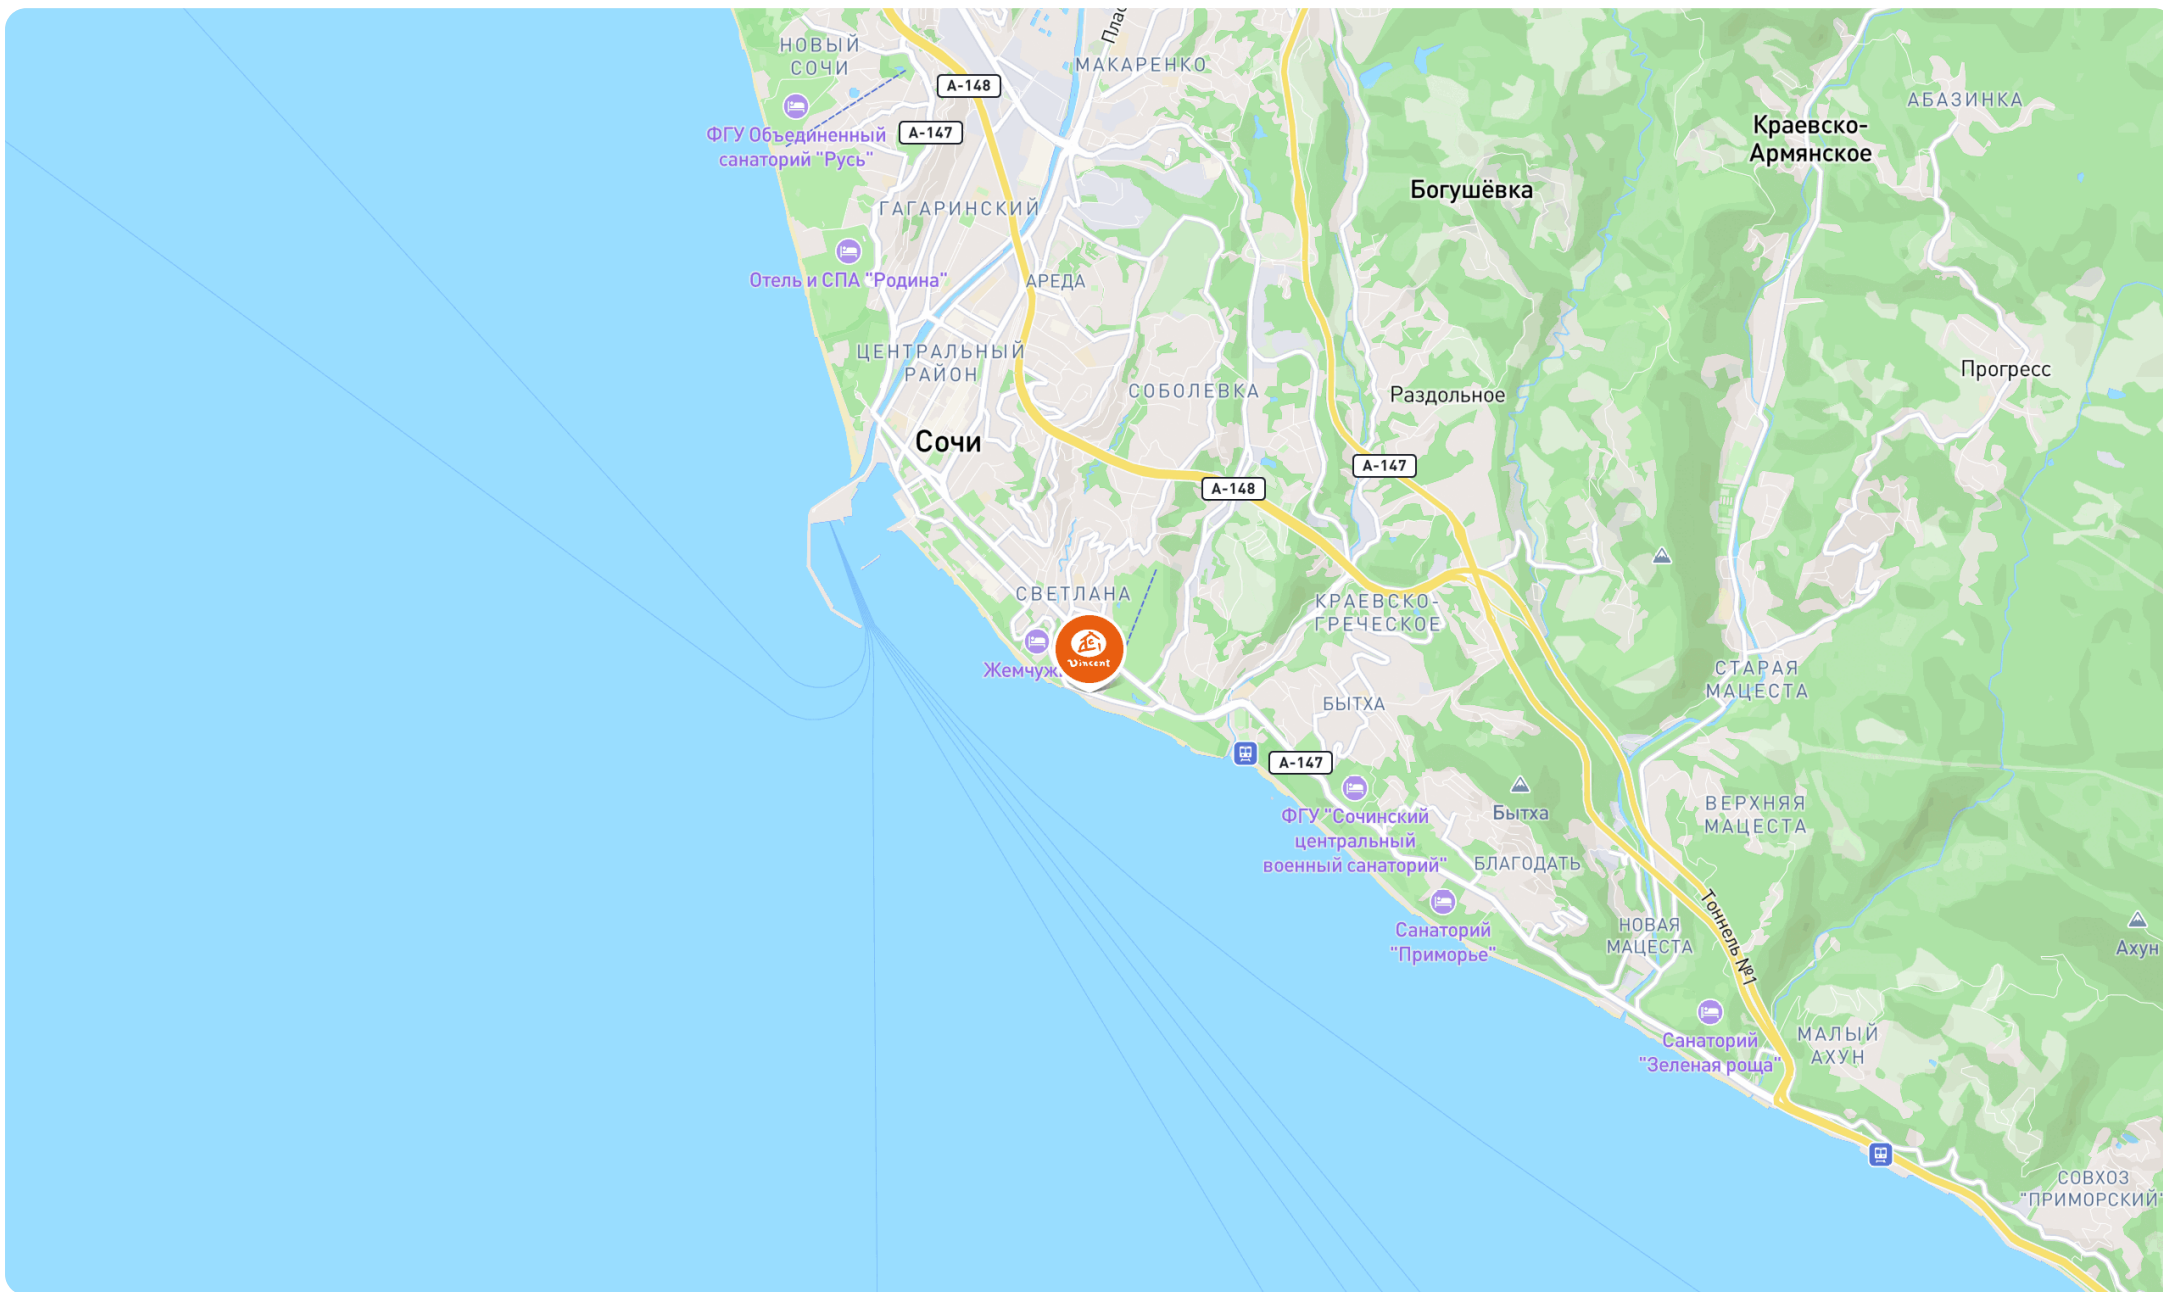 Плас
НОВЫЙ
СОЧИ
МАКАРЕНКО
А-148
АБАЗИНКА
ФГУ Объединенный
санаторий "Русь"
А-147
Краевско-
Армянское
Богушёвка
ГАГАРИНСКИЙ
Отель и СПА "Родина"
АРЕДА
ЦЕНТРАЛЬНЫЙ
РАЙОН
Прогресс
СОБОЛЕВКА
Раздольное
Сочи
А-147
А-148
СВЕТЛАНА
КРАЕВСКО-
ГРЕЧЕСКОЕ
Vincent
Жемчуж
СТАРАЯ
МАЦЕСТА
БЫТХА
А-147
ФГУ "Сочинский
центральный
военный санаторий"
Бытха
ВЕРХНЯЯ
МАЦЕСТА
БЛАГОДАТЬ
Тоннель №1
Санаторий
"Приморье"
НОВАЯ
МАЦЕСТА
Ахун
Санаторий
"Зеленая роща"
МАЛЫЙ
АХУН
СОВХОЗ
"ПРИМОРСКИЙ"